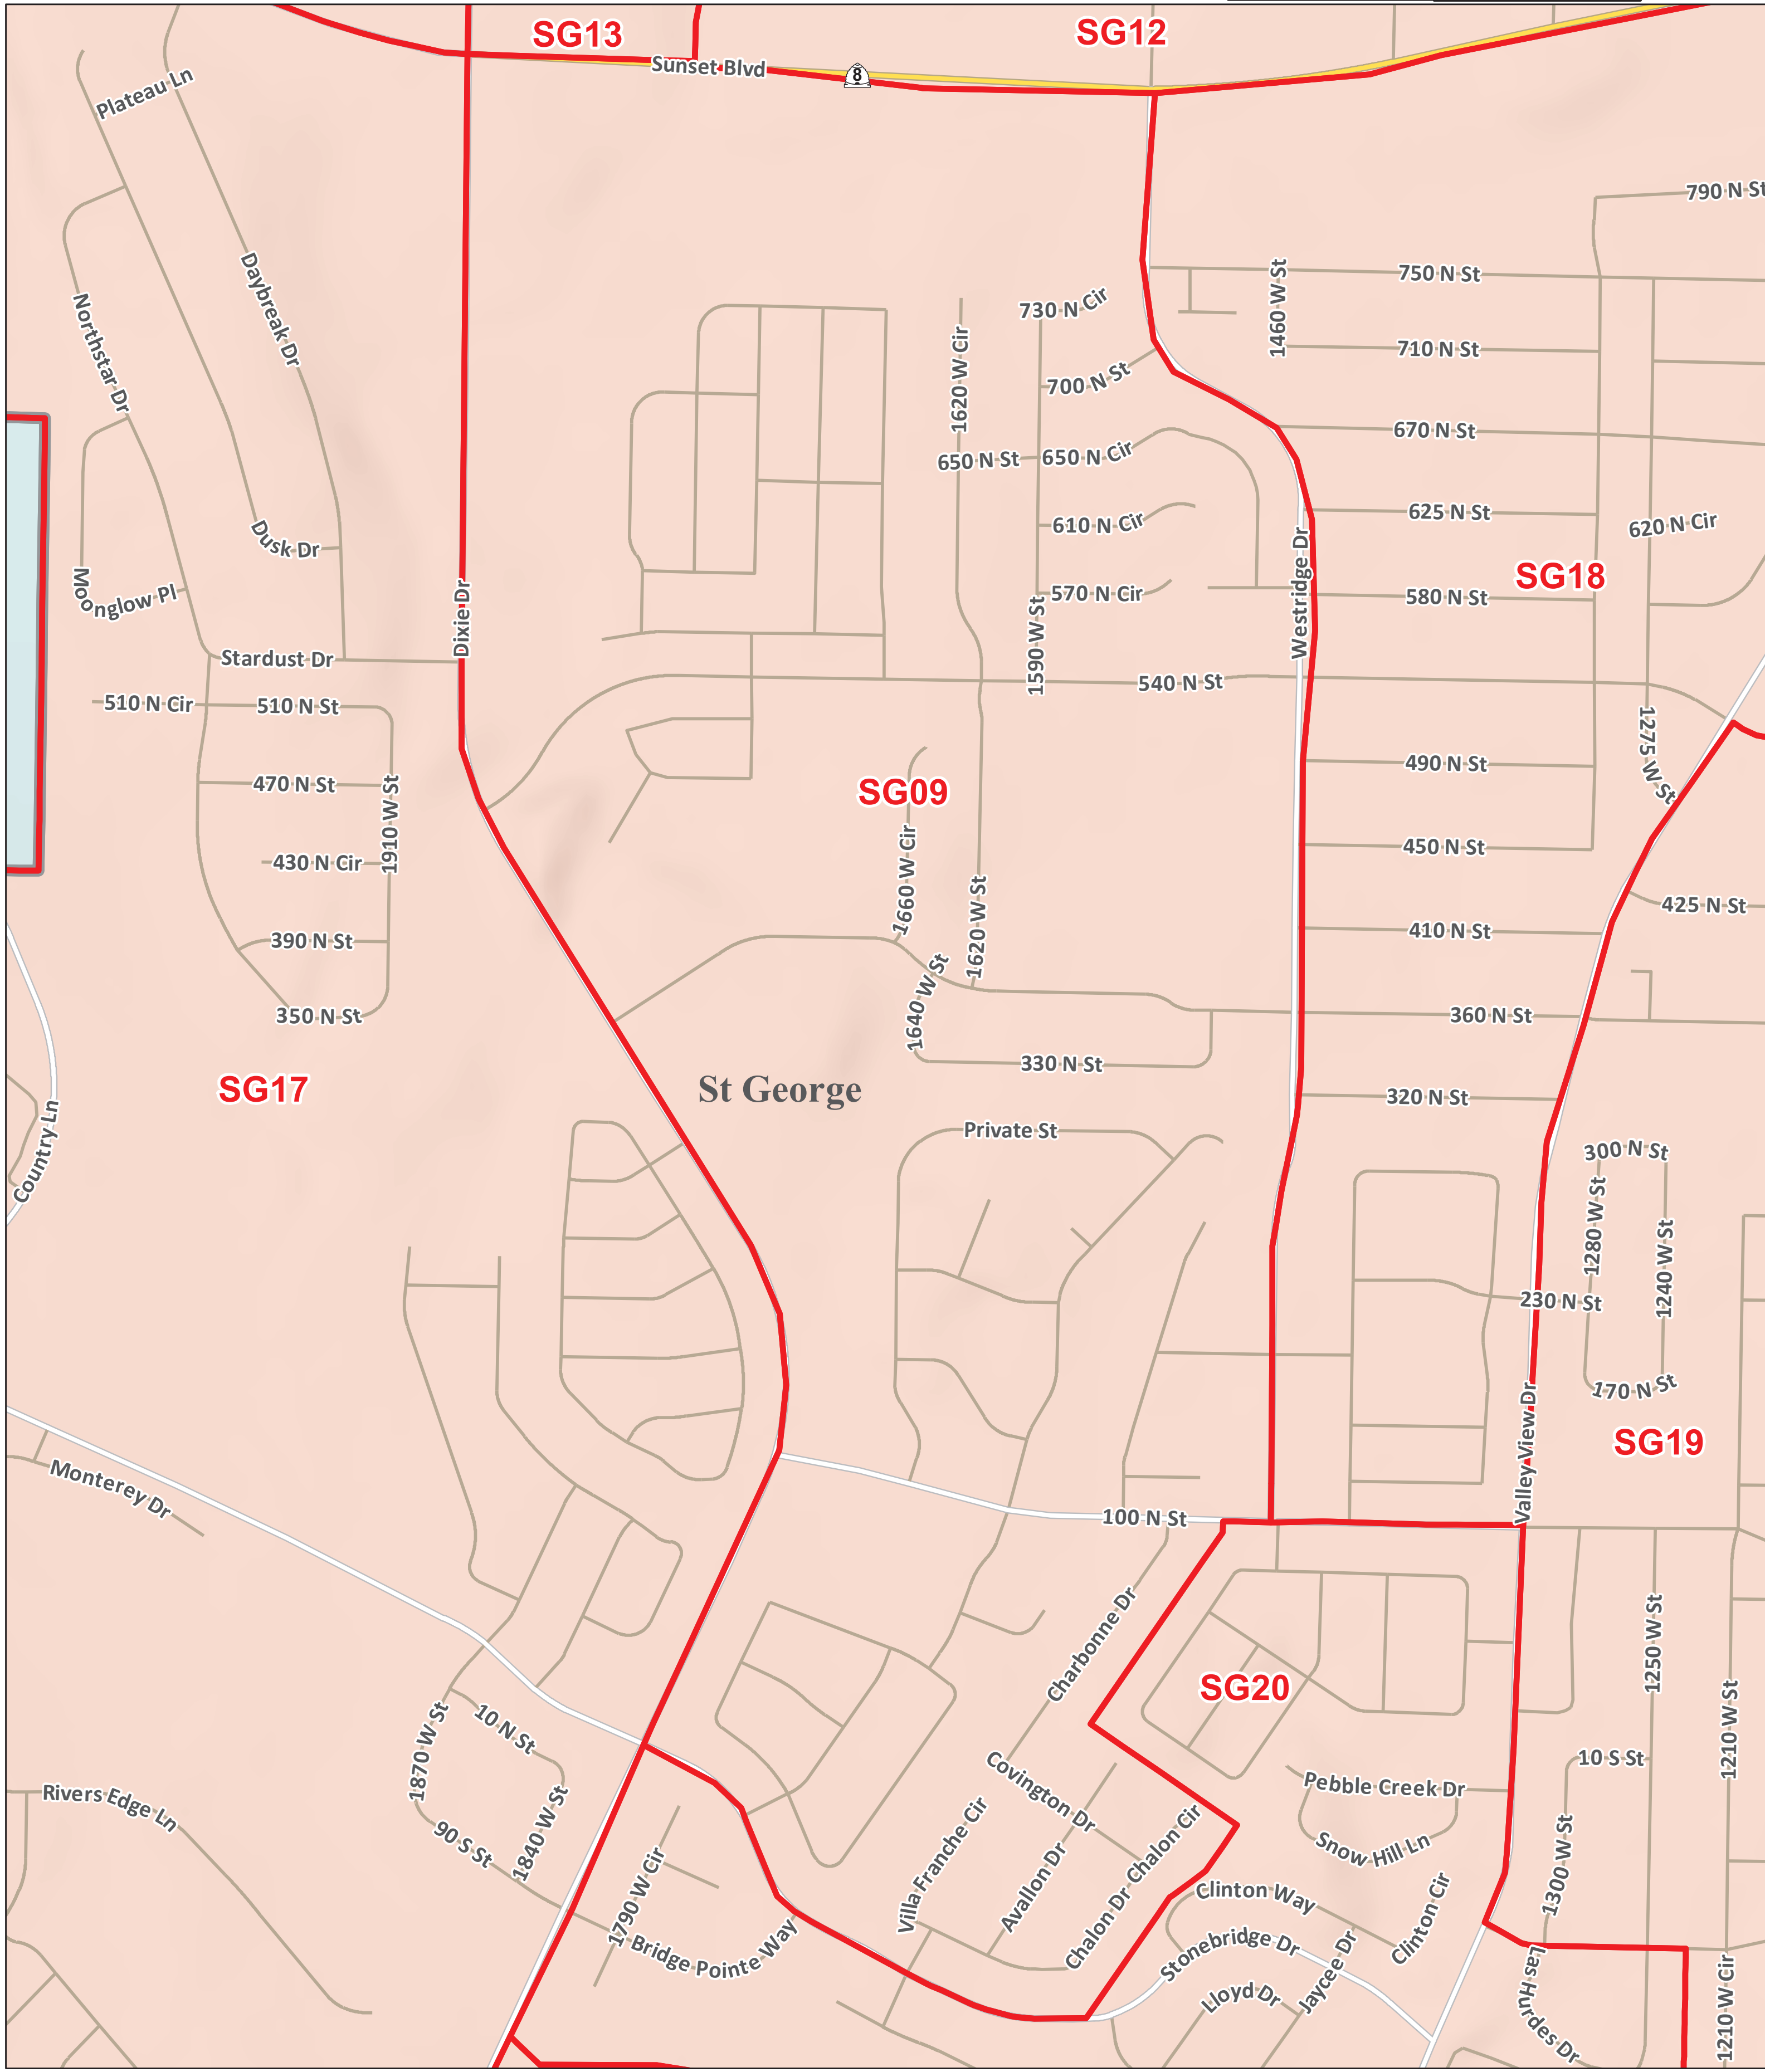 SG13
SG12
Sunset Blvd
8
Plateau Ln
790 N St
Daybreak Dr
750 N St
1460 W St
Northstar Dr
730 N Cir
1620 W Cir
710 N St
700 N St
670 N St
650 N St
650 N Cir
625 N St
620 N Cir
610 N Cir
Dusk Dr
Westridge Dr
SG18
Moonglow Pl
570 N Cir
580 N St
Dixie Dr
1590 W St
Stardust Dr
540 N St
510 N Cir
510 N St
1275 W St
470 N St
1910 W St
SG09
490 N St
430 N Cir
1660 W Cir
450 N St
425 N St
390 N St
1620 W St
410 N St
1640 W St
350 N St
360 N St
330 N St
SG17
St George
320 N St
Country Ln
Private St
300 N St
1280 W St
1240 W St
230 N St
170 N St
Valley View Dr
SG19
Monterey Dr
100 N St
Charbonne Dr
1250 W St
SG20
1870 W St
10 N St
1210 W St
10 S St
Covington Dr
Pebble Creek Dr
Rivers Edge Ln
90 S St
1840 W St
Villa Franche Cir
Avallon Dr
Chalon Cir
Snow Hill Ln
1300 W St
1790 W Cir
Chalon Dr
Clinton Way
Clinton Cir
Bridge Pointe Way
Stonebridge Dr
Jaycee Dr
Lloyd Dr
Las Hurdes Dr
1210 W Cir